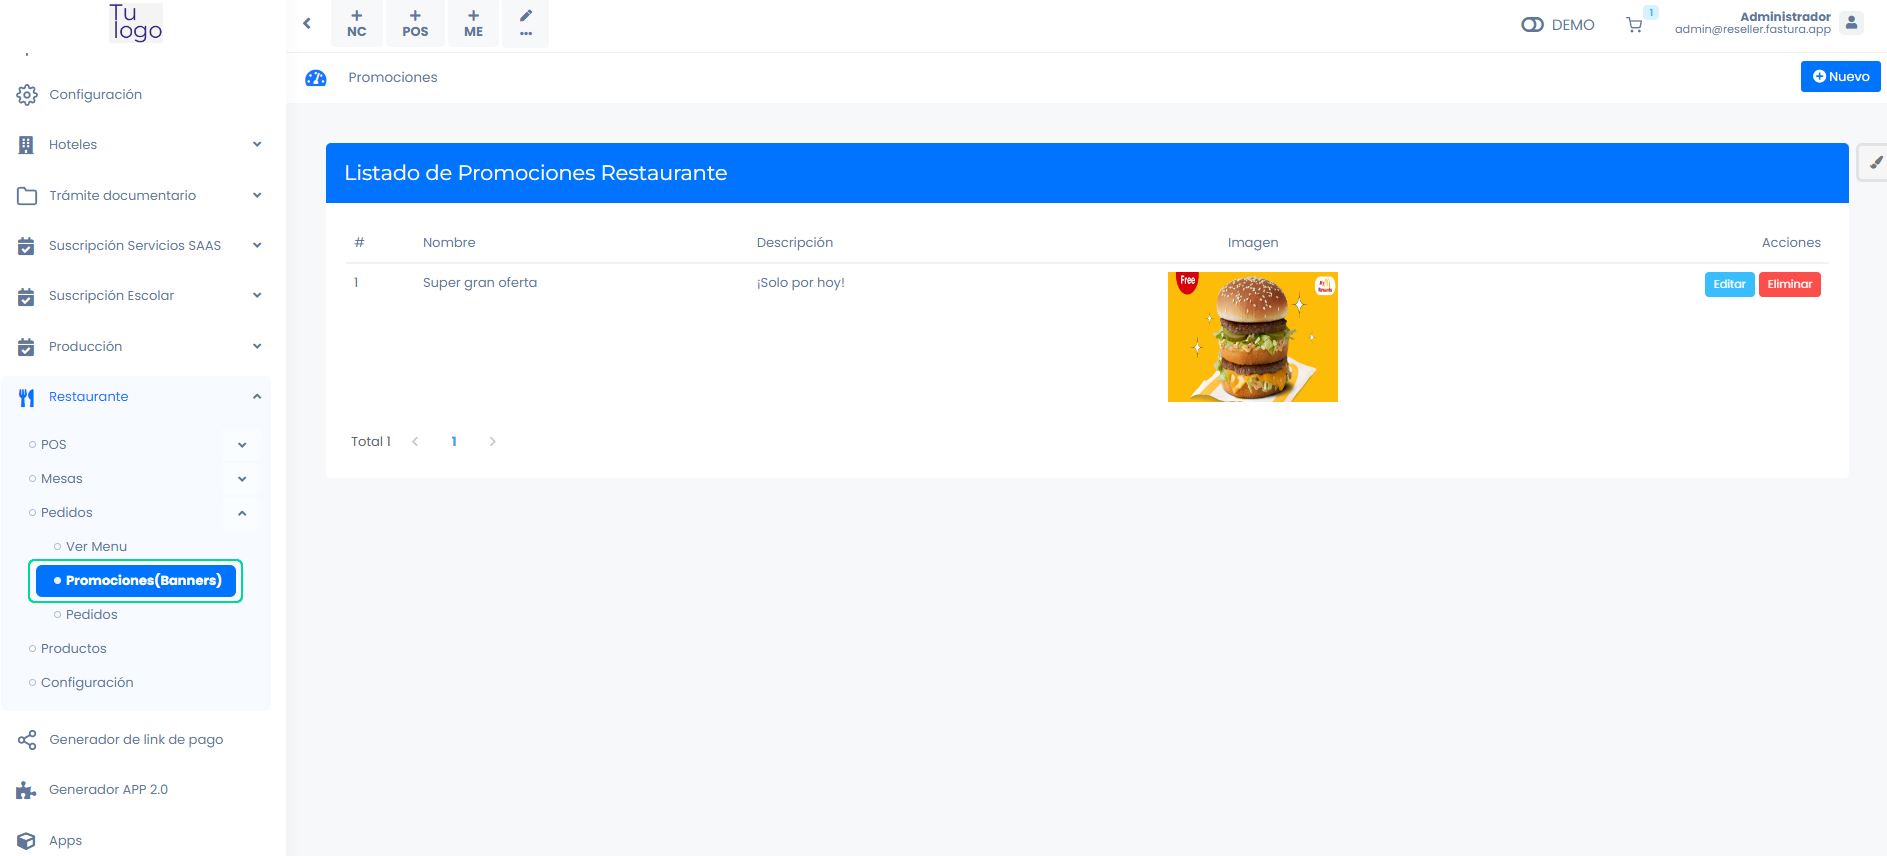 Tu
logo
NC
POS
ME
...
DEMO
1
Administrador
admin@reseller.fastura.app
Promociones
Nuevo
Configuración
Hoteles
Trámite documentario
Suscripción Servicios SAAS
Suscripción Escolar
Producción
Restaurante
POS
Mesas
Pedidos
Ver Menu
Promociones(Banners)
Pedidos
Productos
Configuración
Generador de link de pago
Generador APP 2.0
Apps
Listado de Promociones Restaurante
# Nombre Descripción Imagen Acciones
1 Super gran oferta ¡Solo por hoy! Editar Eliminar
Free
Total 1 1